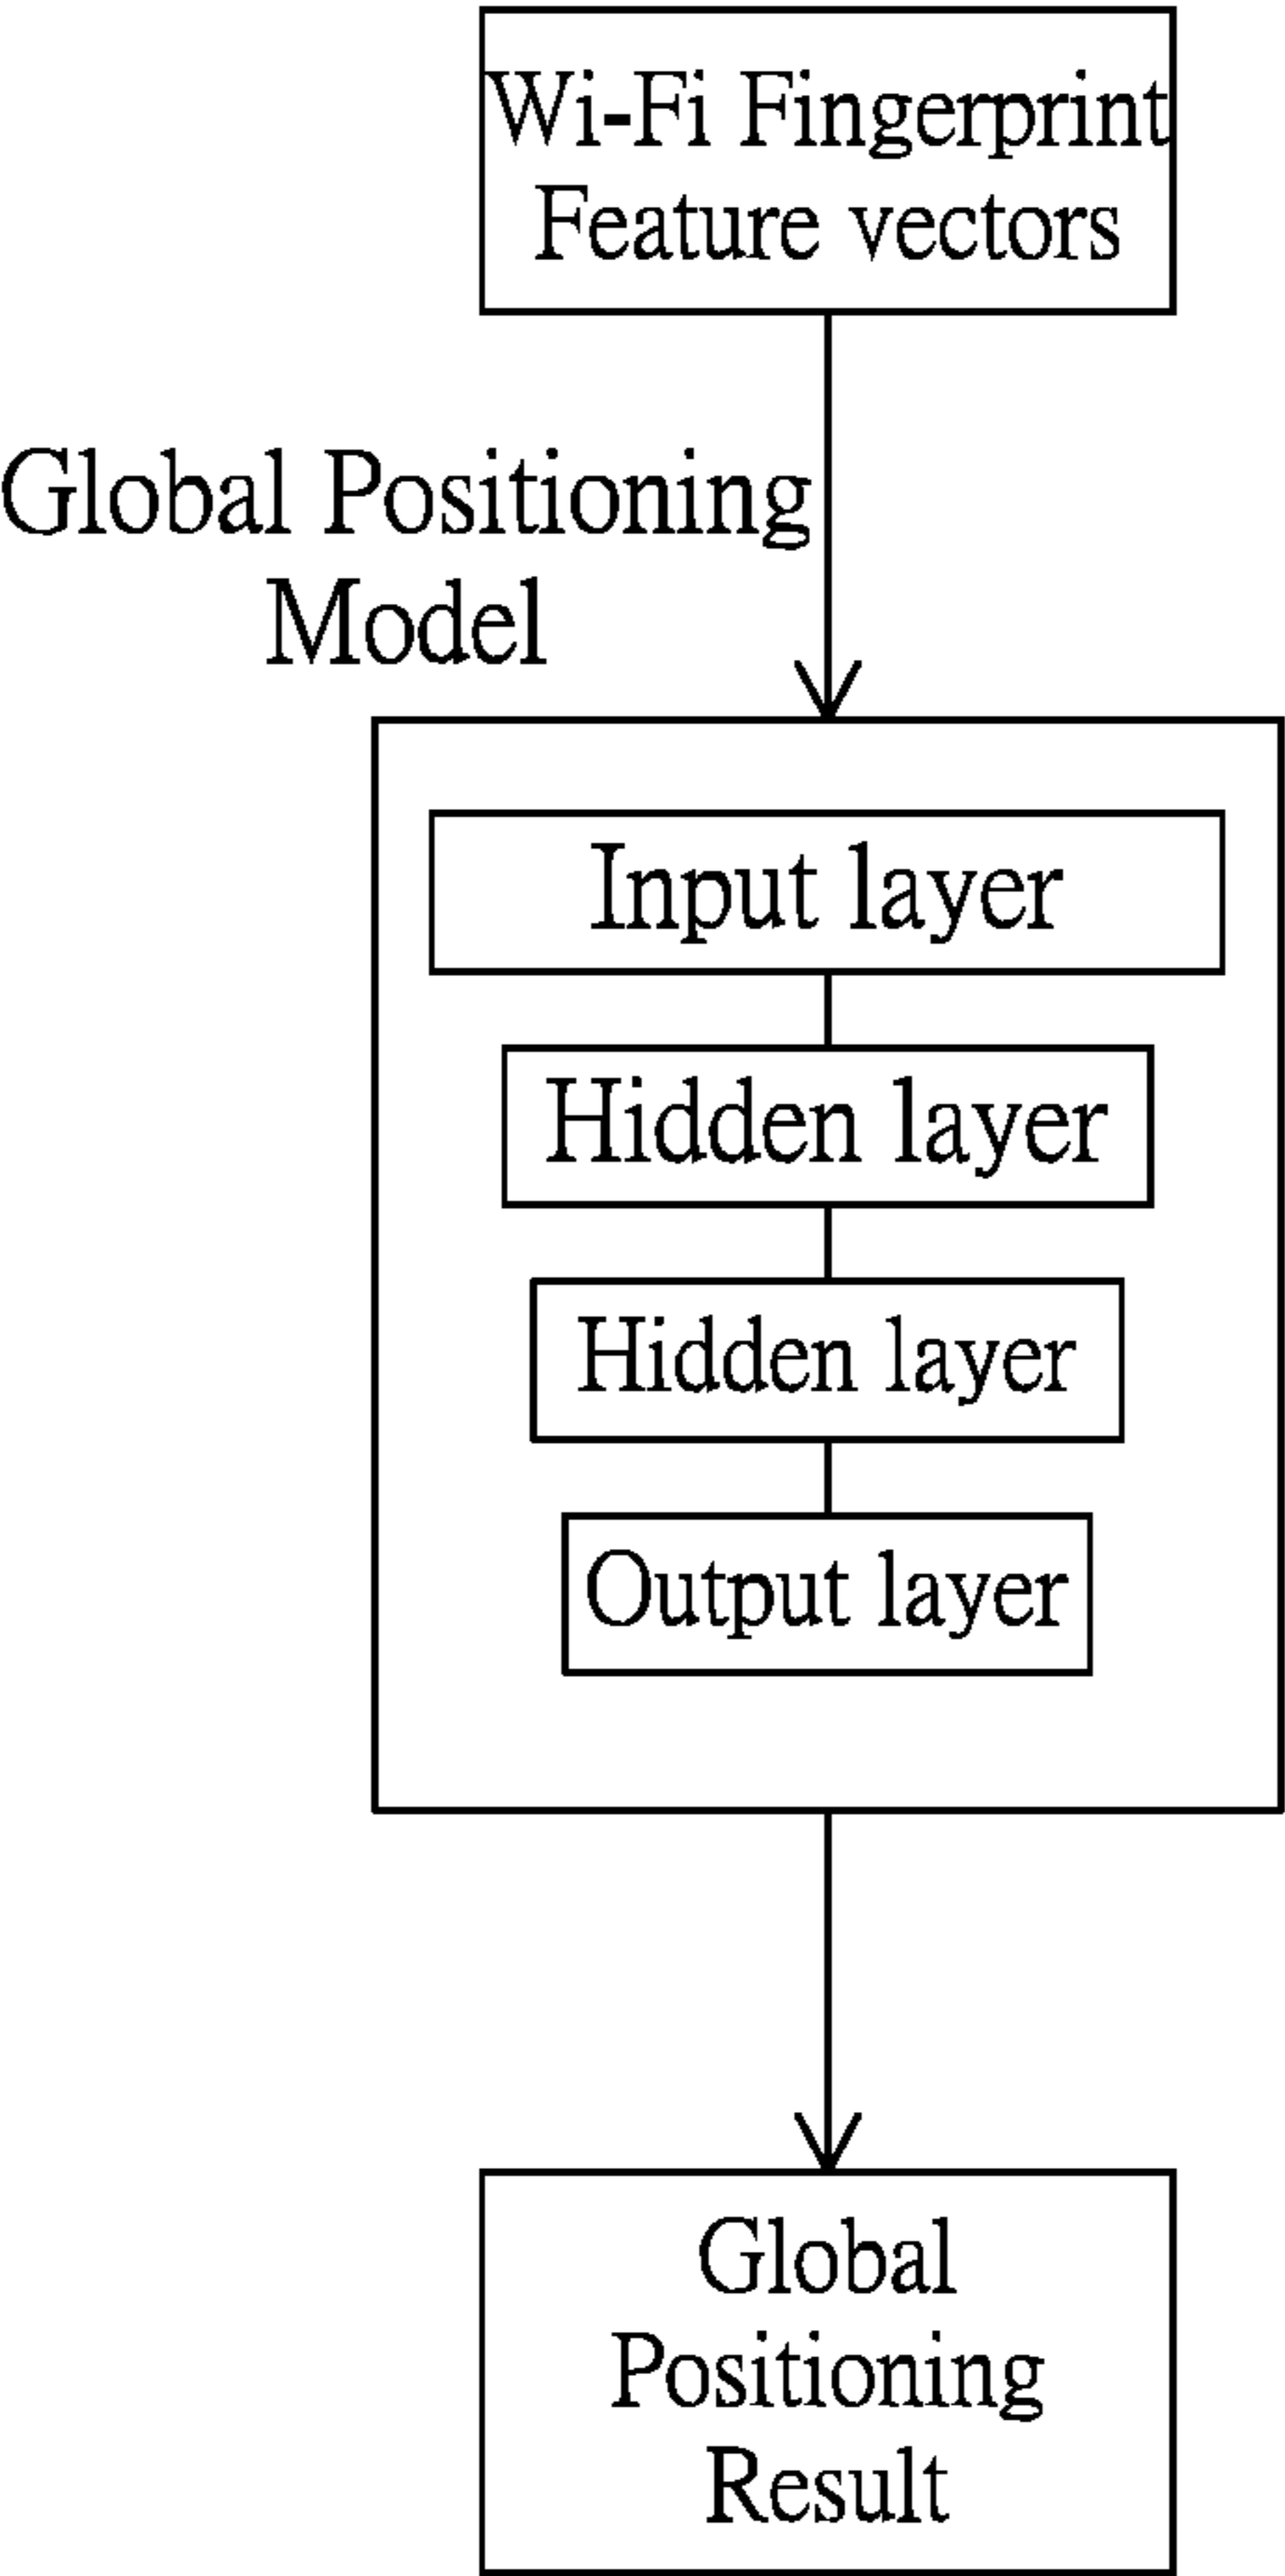 Wi-Fi Fingerprint
Feature vectors
Global Positioning
Model
Input layer
Hidden layer
Hidden layer
Output layer
Global
Positioning
Result